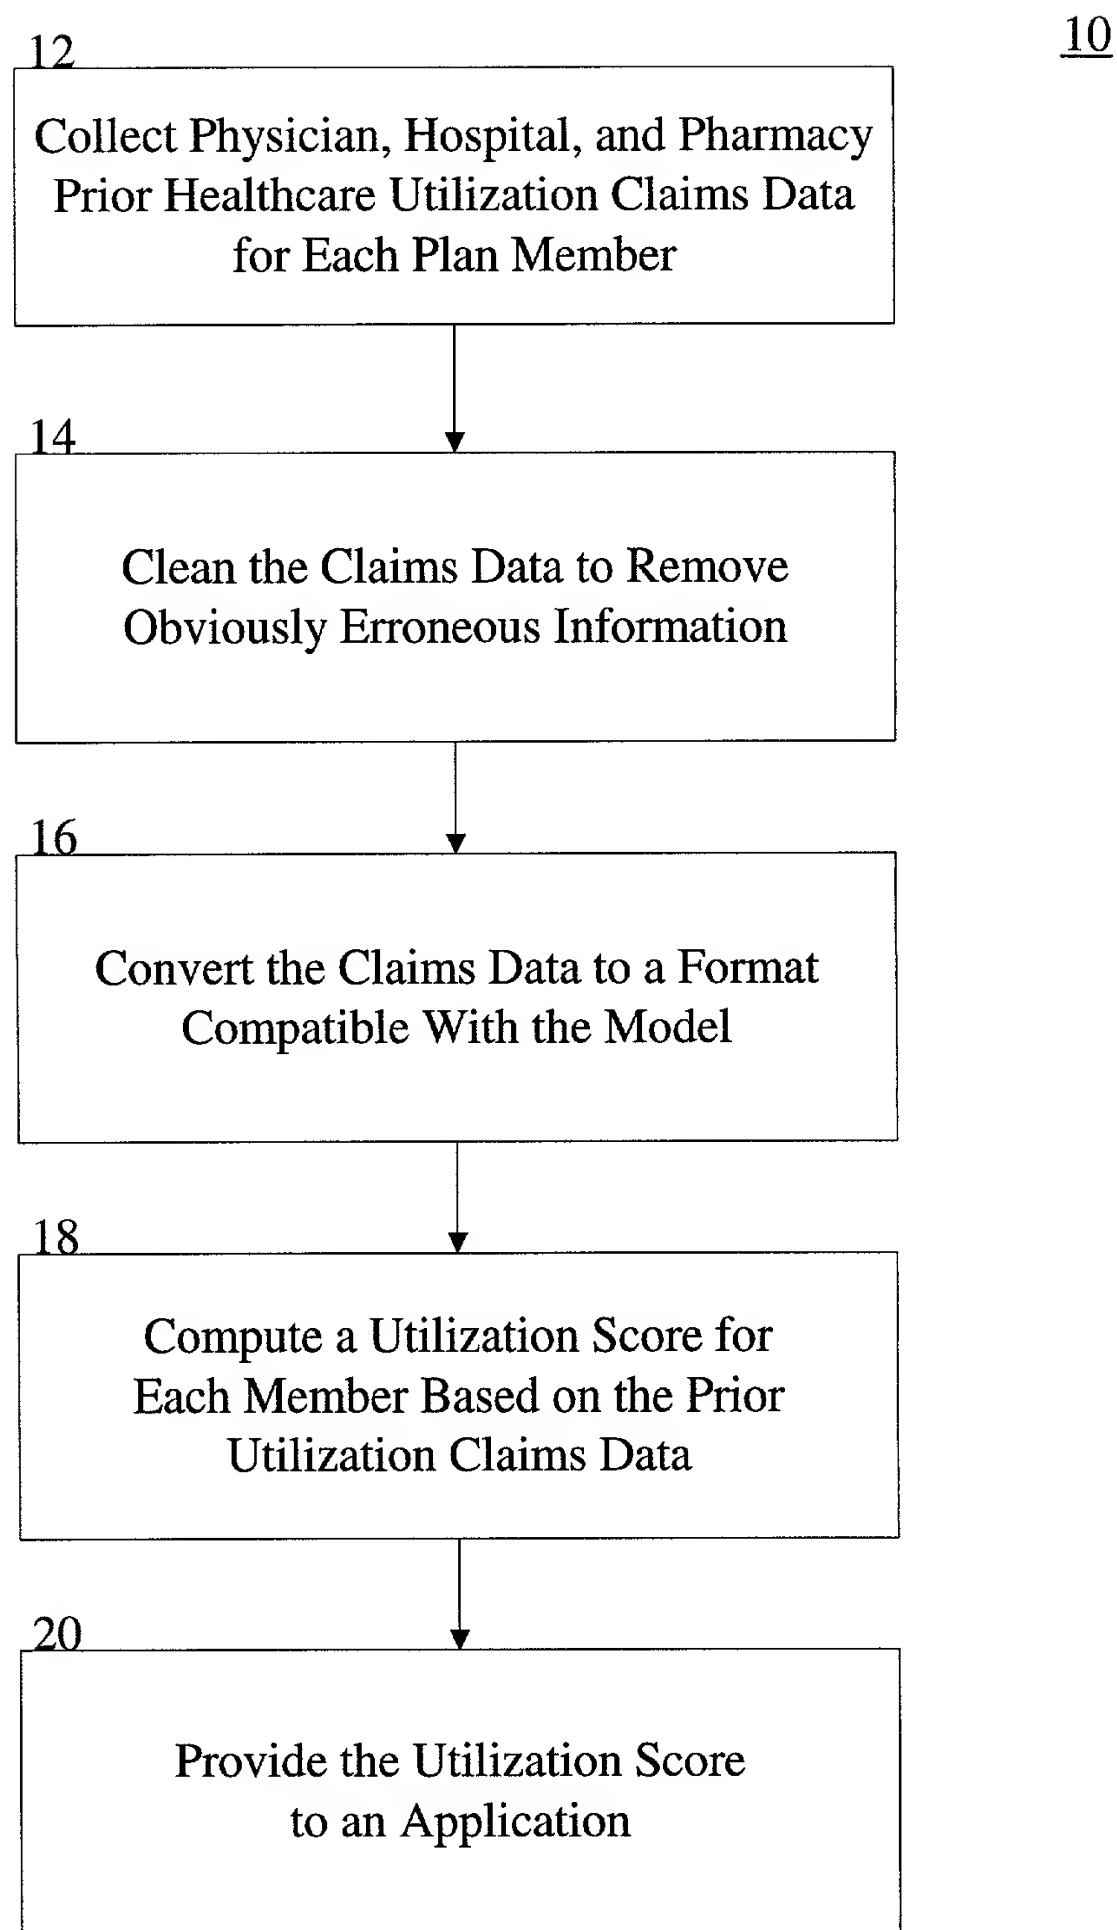 10
12
Collect Physician, Hospital, and Pharmacy
Prior Healthcare Utilization Claims Data
for Each Plan Member
14
Clean the Claims Data to Remove
Obviously Erroneous Information
16
Convert the Claims Data to a Format
Compatible With the Model
18
Compute a Utilization Score for
Each Member Based on the Prior
Utilization Claims Data
20
Provide the Utilization Score
to an Application